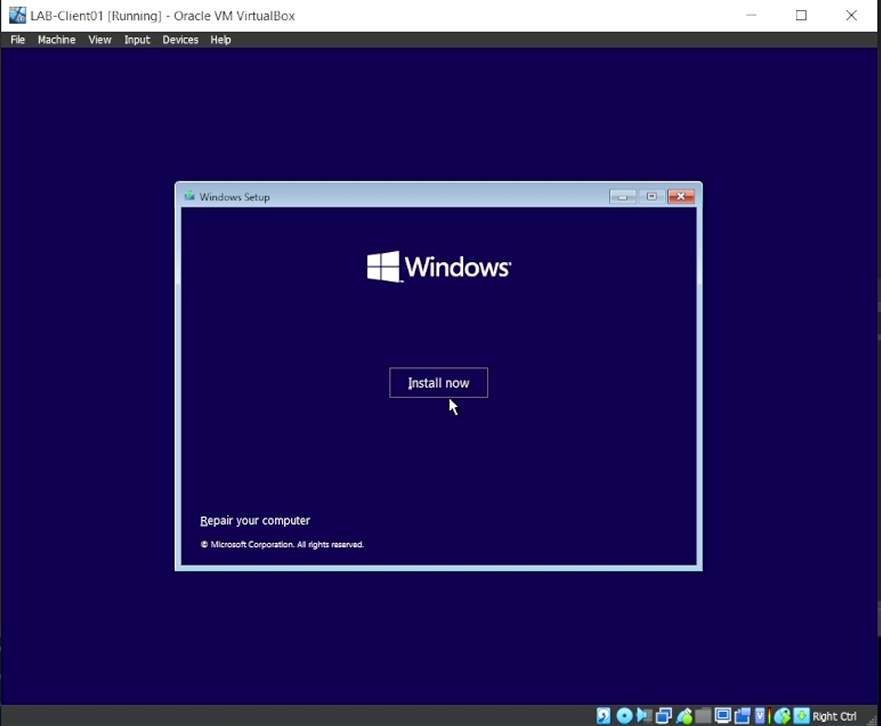 LAB-Client01 [Running] - Oracle VM VirtualBox
File Machine View Input Devices Help
Windows Setup
Windows
Install now
Repair your computer
© Microsoft Corporation. All rights reserved.
Right Ctrl